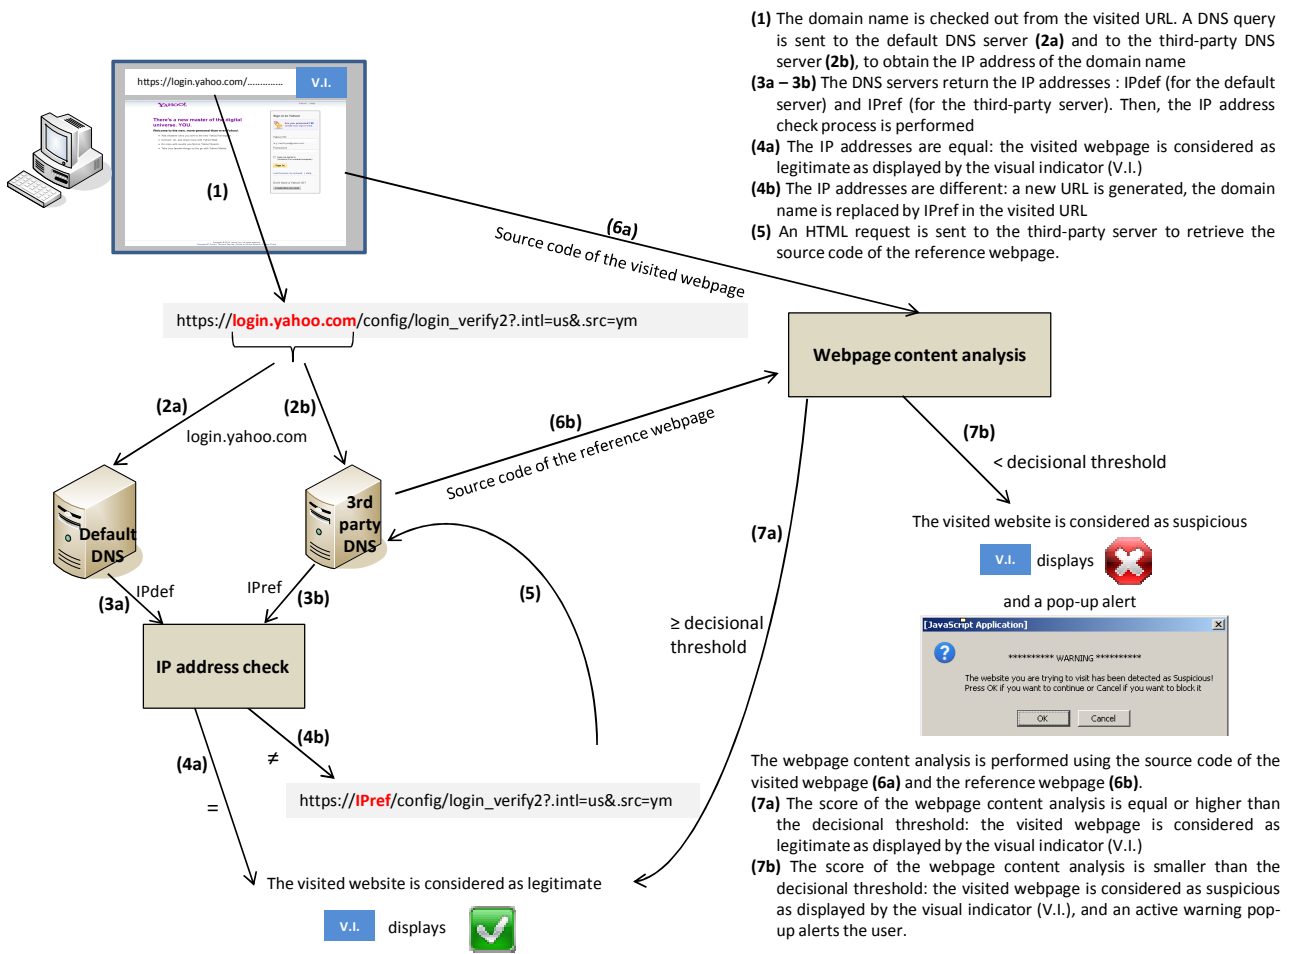 (1) The domain name is checked out from the visited URL. A DNS query
is sent to the default DNS server (2a) and to the third-party DNS
server (2b), to obtain the IP address of the domain name
(3a – 3b) The DNS servers return the IP addresses : IPdef (for the default
server) and IPref (for the third-party server). Then, the IP address
check process is performed
(4a) The IP addresses are equal: the visited webpage is considered as
legitimate as displayed by the visual indicator (V.I.)
(4b) The IP addresses are different: a new URL is generated, the domain
name is replaced by IPref in the visited URL
(5) An HTML request is sent to the third-party server to retrieve the
source code of the reference webpage.
https://login.yahoo.com/..............
V.I.
YAHOO!
There's a new master of the digital
universe. YOU.
Sign in to Yahoo!
(1)
(6a)
Source code of the visited webpage
https://login.yahoo.com/config/login_verify2?.intl=us&.src=ym
Webpage content analysis
(2a)
(2b)
login.yahoo.com
(6b)
Source code of the reference webpage
(7b)
< decisional threshold
Default
DNS
3rd
party
DNS
The visited website is considered as suspicious
V.I.
displays
and a pop-up alert
[JavaScript Application]
********** WARNING **********
The website you are trying to visit has been detected as Suspicious!
Press OK if you want to continue or Cancel if you want to block it
OK
Cancel
(7a)
≥ decisional
threshold
(3a)
IPdef
IPref
(3b)
(5)
IP address check
(4a)
=
(4b)
≠
https://IPref/config/login_verify2?.intl=us&.src=ym
The visited website is considered as legitimate
V.I.
displays
The webpage content analysis is performed using the source code of the
visited webpage (6a) and the reference webpage (6b).
(7a) The score of the webpage content analysis is equal or higher than
the decisional threshold: the visited webpage is considered as
legitimate as displayed by the visual indicator (V.I.)
(7b) The score of the webpage content analysis is smaller than the
decisional threshold: the visited webpage is considered as suspicious
as displayed by the visual indicator (V.I.), and an active warning pop-
up alerts the user.